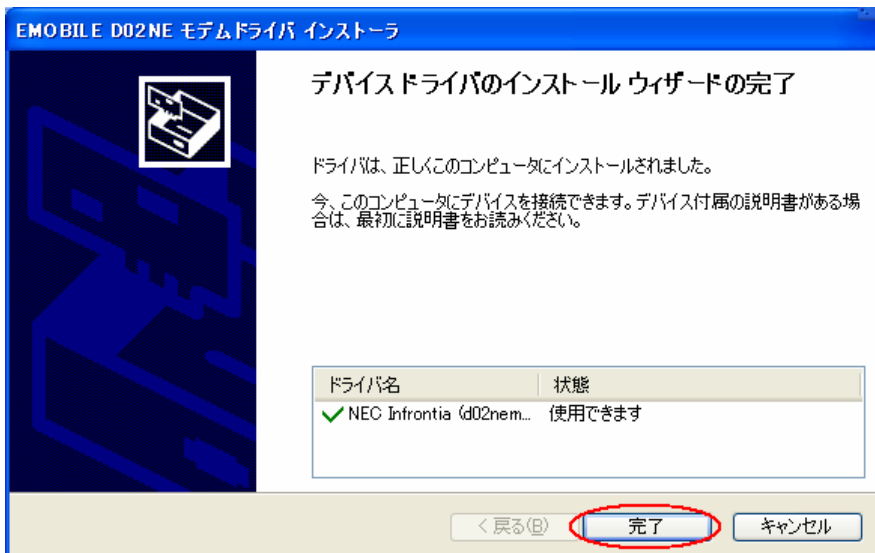 EMOBILE D02NE モデムドライバ インストーラ
デバイス ドライバのインストール ウィザードの完了
ドライバは、正しくこのコンピュータにインストールされました。
今、このコンピュータにデバイスを接続できます。デバイス付属の説明書がある場
合は、最初に説明書をお読みください。
ドライバ名 状態
NEC Infrontia (d02nem... 使用できます
< 戻る(B) 完了 キャンセル